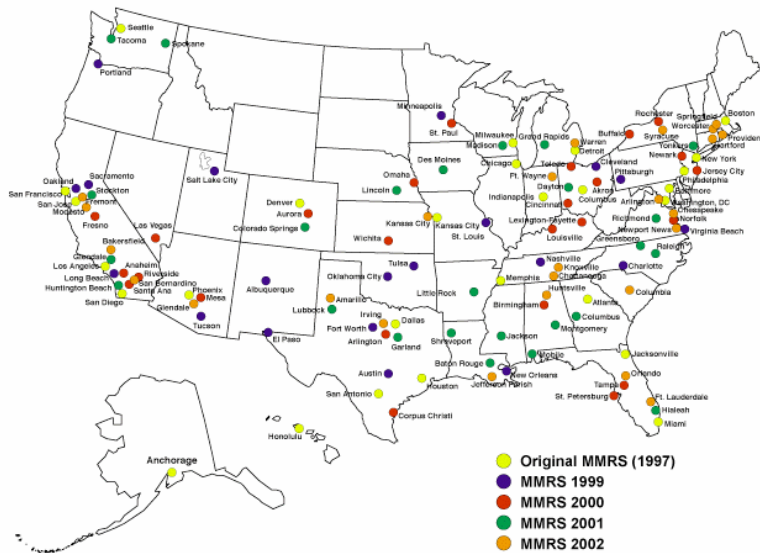 Seattle
Tacoma
Spokane
Portland
Minneapolis
St. Paul
Milwaukee
Grand Rapids
Madison
Warren
Detroit
Rochester
Springfield
Boston
Worcester
Buffalo
Syracuse
Providen
Hartford
Yonkers
Newark
New York
Jersey City
Philadelphia
Baltimore
Arlington
Washington, DC
Chesapeake
Norfolk
Richmond
Newport News
Virginia Beach
Greensboro
Raleigh
Chicago
Toledo
Cleveland
Pittsburgh
Ft. Wayne
Akron
Dayton
Columbus
Indianapolis
Cincinnati
Lexington-Fayette
Louisville
Des Moines
Omaha
Lincoln
Kansas City
Kansas City
St. Louis
Wichita
Sacramento
Oakland
San Francisco
Stockton
Fremont
San Jose
Modesto
Fresno
Salt Lake City
Denver
Aurora
Colorado Springs
Las Vegas
Bakersfield
Glendale
Los Angeles
Anaheim
Riverside
Long Beach
San Bernardino
Santa Ana
Huntington Beach
San Diego
Phoenix
Mesa
Glendale
Tucson
Albuquerque
El Paso
Tulsa
Oklahoma City
Amarillo
Lubbock
Irving
Dallas
Fort Worth
Arlington
Garland
Austin
San Antonio
Houston
Corpus Christi
Little Rock
Memphis
Nashville
Knoxville
Chattanooga
Charlotte
Huntsville
Birmingham
Columbia
Atlanta
Columbus
Montgomery
Shreveport
Jackson
Mobile
Baton Rouge
New Orleans
Jefferson Parish
Jacksonville
Orlando
Tampa
St. Petersburg
Ft. Lauderdale
Hialeah
Miami
Honolulu
Anchorage
Original MMRS (1997)
MMRS 1999
MMRS 2000
MMRS 2001
MMRS 2002